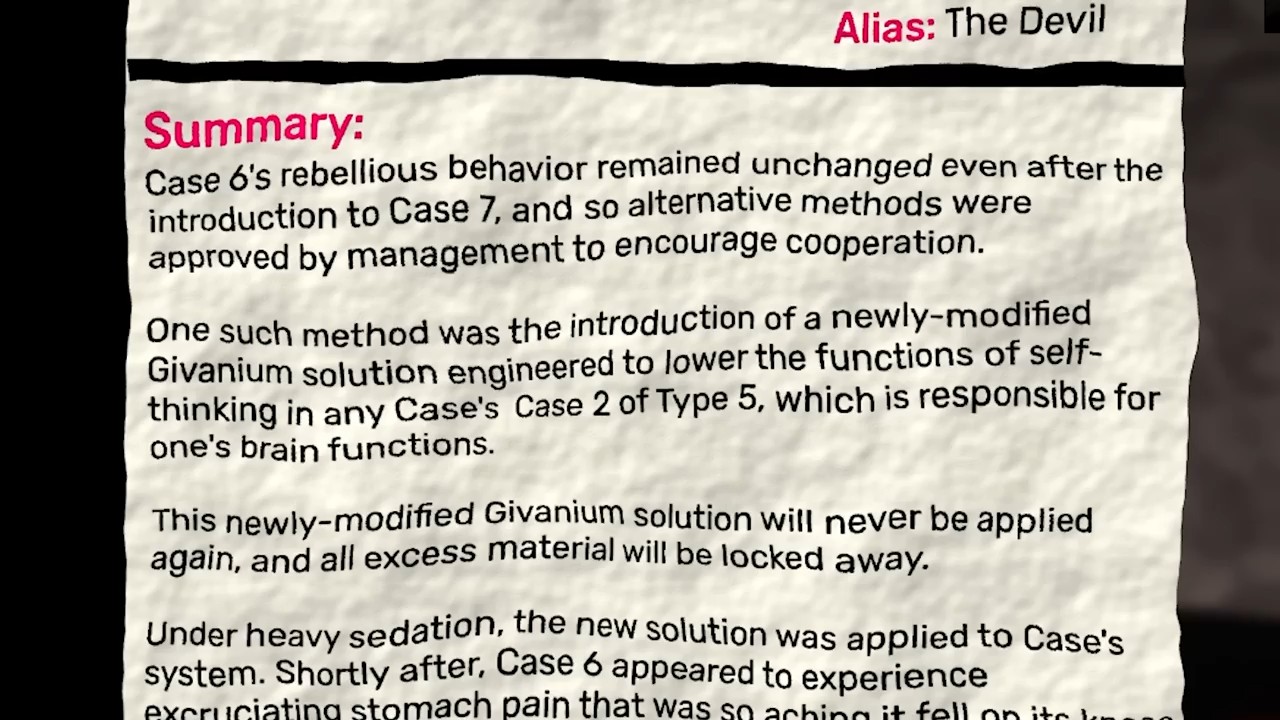 Alias: The Devil
Summary:
Case 6's rebellious behavior remained unchanged even after the
introduction to Case 7, and so alternative methods were
approved by management to encourage cooperation.
One such method was the introduction of a newly-modified
Givanium solution engineered to lower the functions of self-
thinking in any Case's Case 2 of Type 5, which is responsible for
one's brain functions.
This newly-modified Givanium solution will never be applied
again, and all excess material will be locked away.
Under heavy sedation, the new solution was applied to Case's
system. Shortly after, Case 6 appeared to experience
excruciating stomach pain that was so aching it fell on its knees